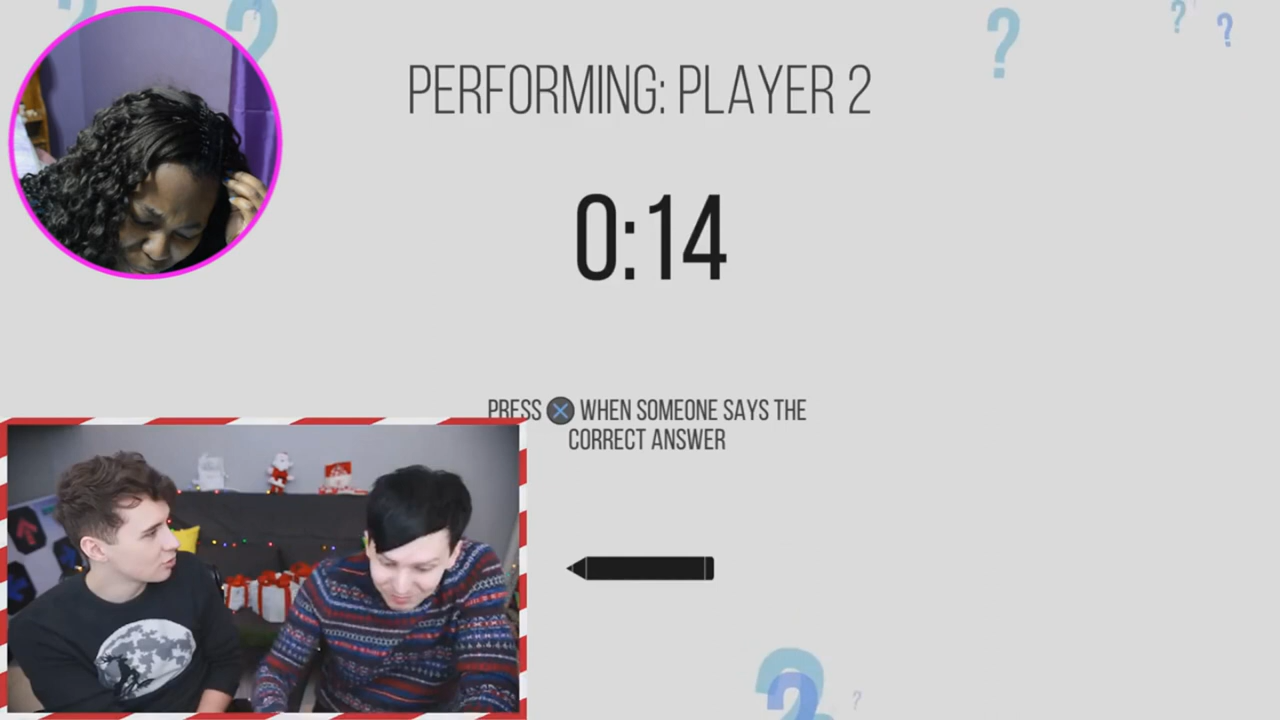 PERFORMING: PLAYER 2
0:14
PRESS WHEN SOMEONE SAYS THE
CORRECT ANSWER